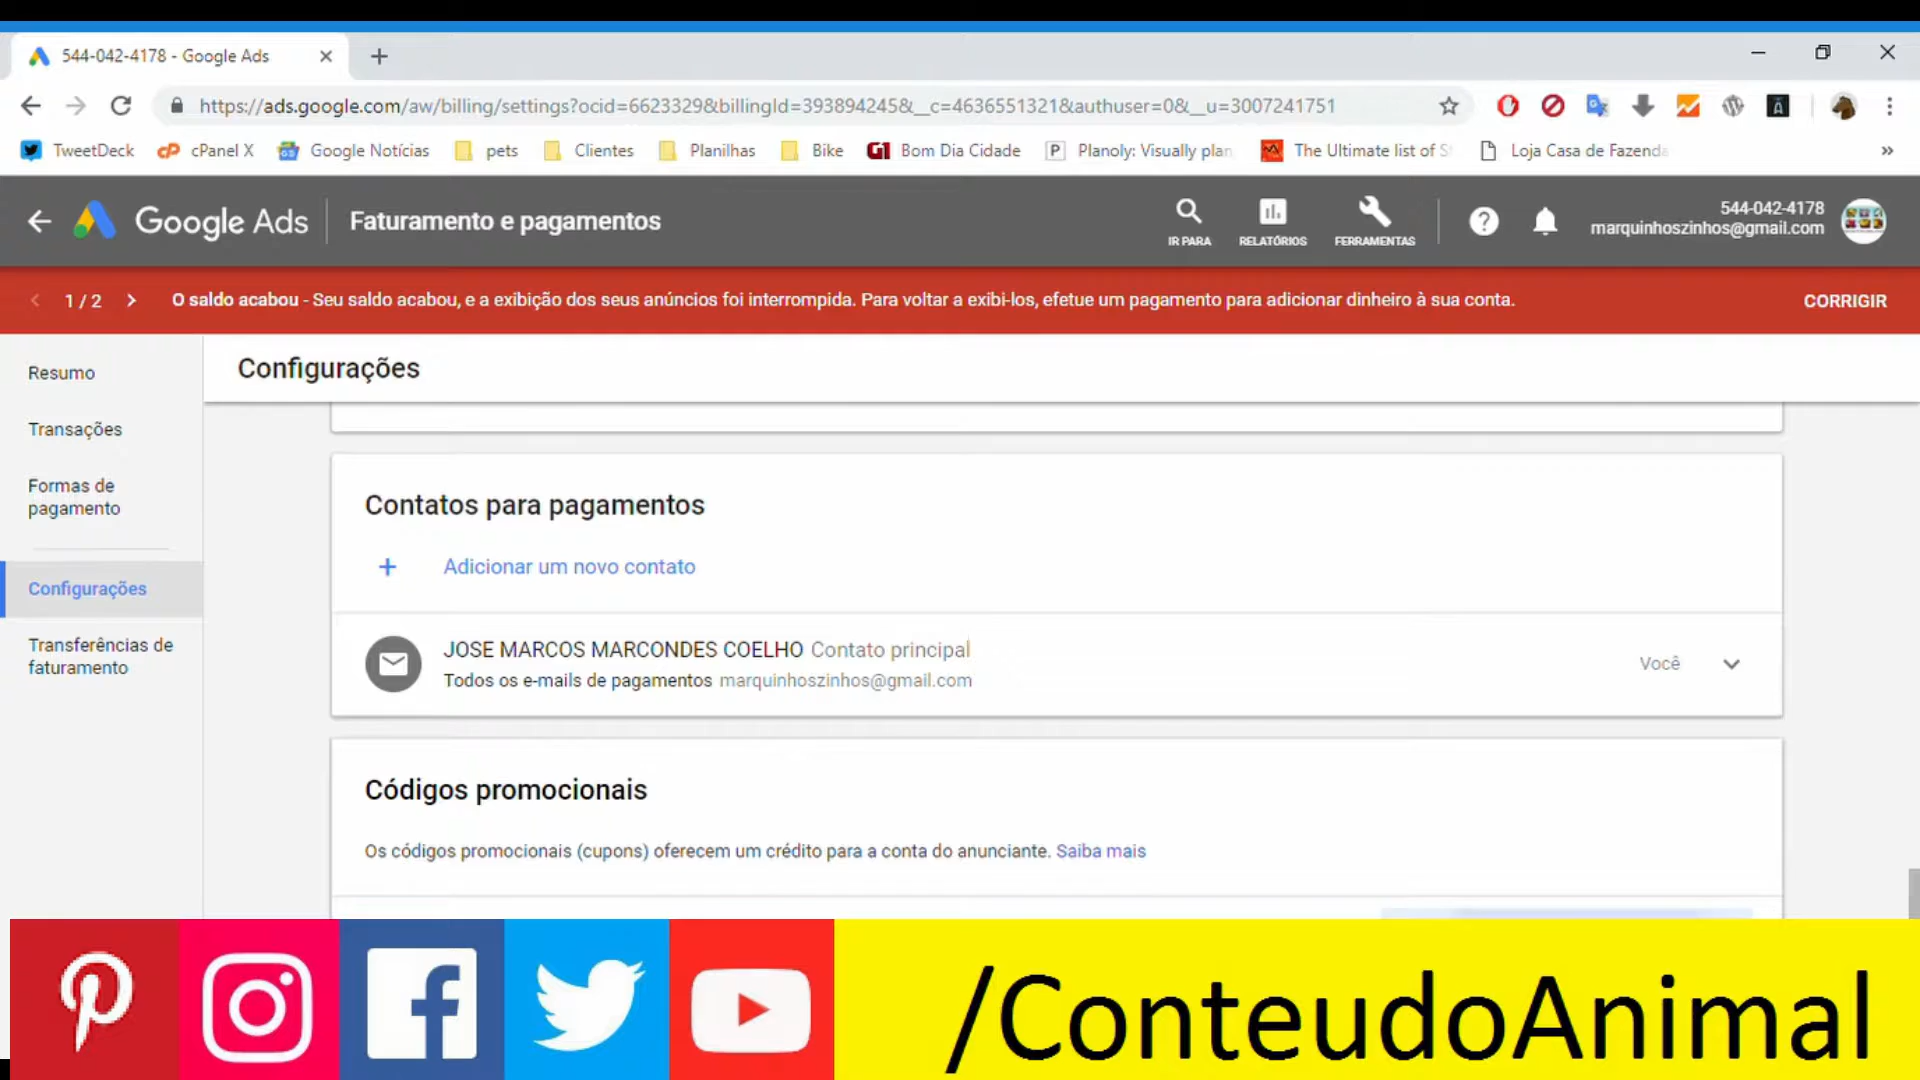 544-042-4178 - Google Ads
https://ads.google.com/aw/billing/settings?ocid=6623329&billingId=393894245&__c=4636551321&authuser=0&__u=3007241751
TweetDeck cPanel X Google Notícias pets Clientes Planilhas Bike G1 Bom Dia Cidade P Planoly: Visually plan The Ultimate list of S Loja Casa de Fazenda »
Google Ads Faturamento e pagamentos
IR PARA RELATÓRIOS FERRAMENTAS
544-042-4178
marquinhoszinhos@gmail.com
1 / 2 O saldo acabou - Seu saldo acabou, e a exibição dos seus anúncios foi interrompida. Para voltar a exibi-los, efetue um pagamento para adicionar dinheiro à sua conta. CORRIGIR
Resumo
Transações
Formas de
pagamento
Configurações
Transferências de
faturamento
Configurações
Contatos para pagamentos
+ Adicionar um novo contato
JOSE MARCOS MARCONDES COELHO Contato principal
Todos os e-mails de pagamentos marquinhoszinhos@gmail.com
Você
Códigos promocionais
Os códigos promocionais (cupons) oferecem um crédito para a conta do anunciante. Saiba mais
/ConteudoAnimal